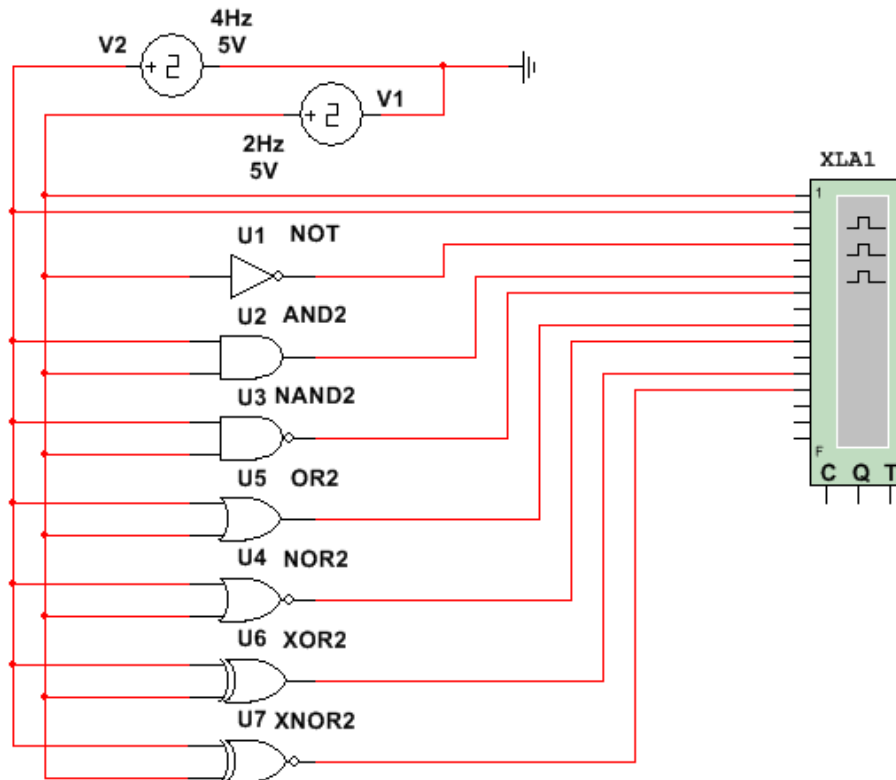 4Hz
V2 5V
V1
2Hz
5V
XLA1
1
U1 NOT
U2 AND2
U3 NAND2
F
C Q T
U5 OR2
U4 NOR2
U6 XOR2
U7 XNOR2